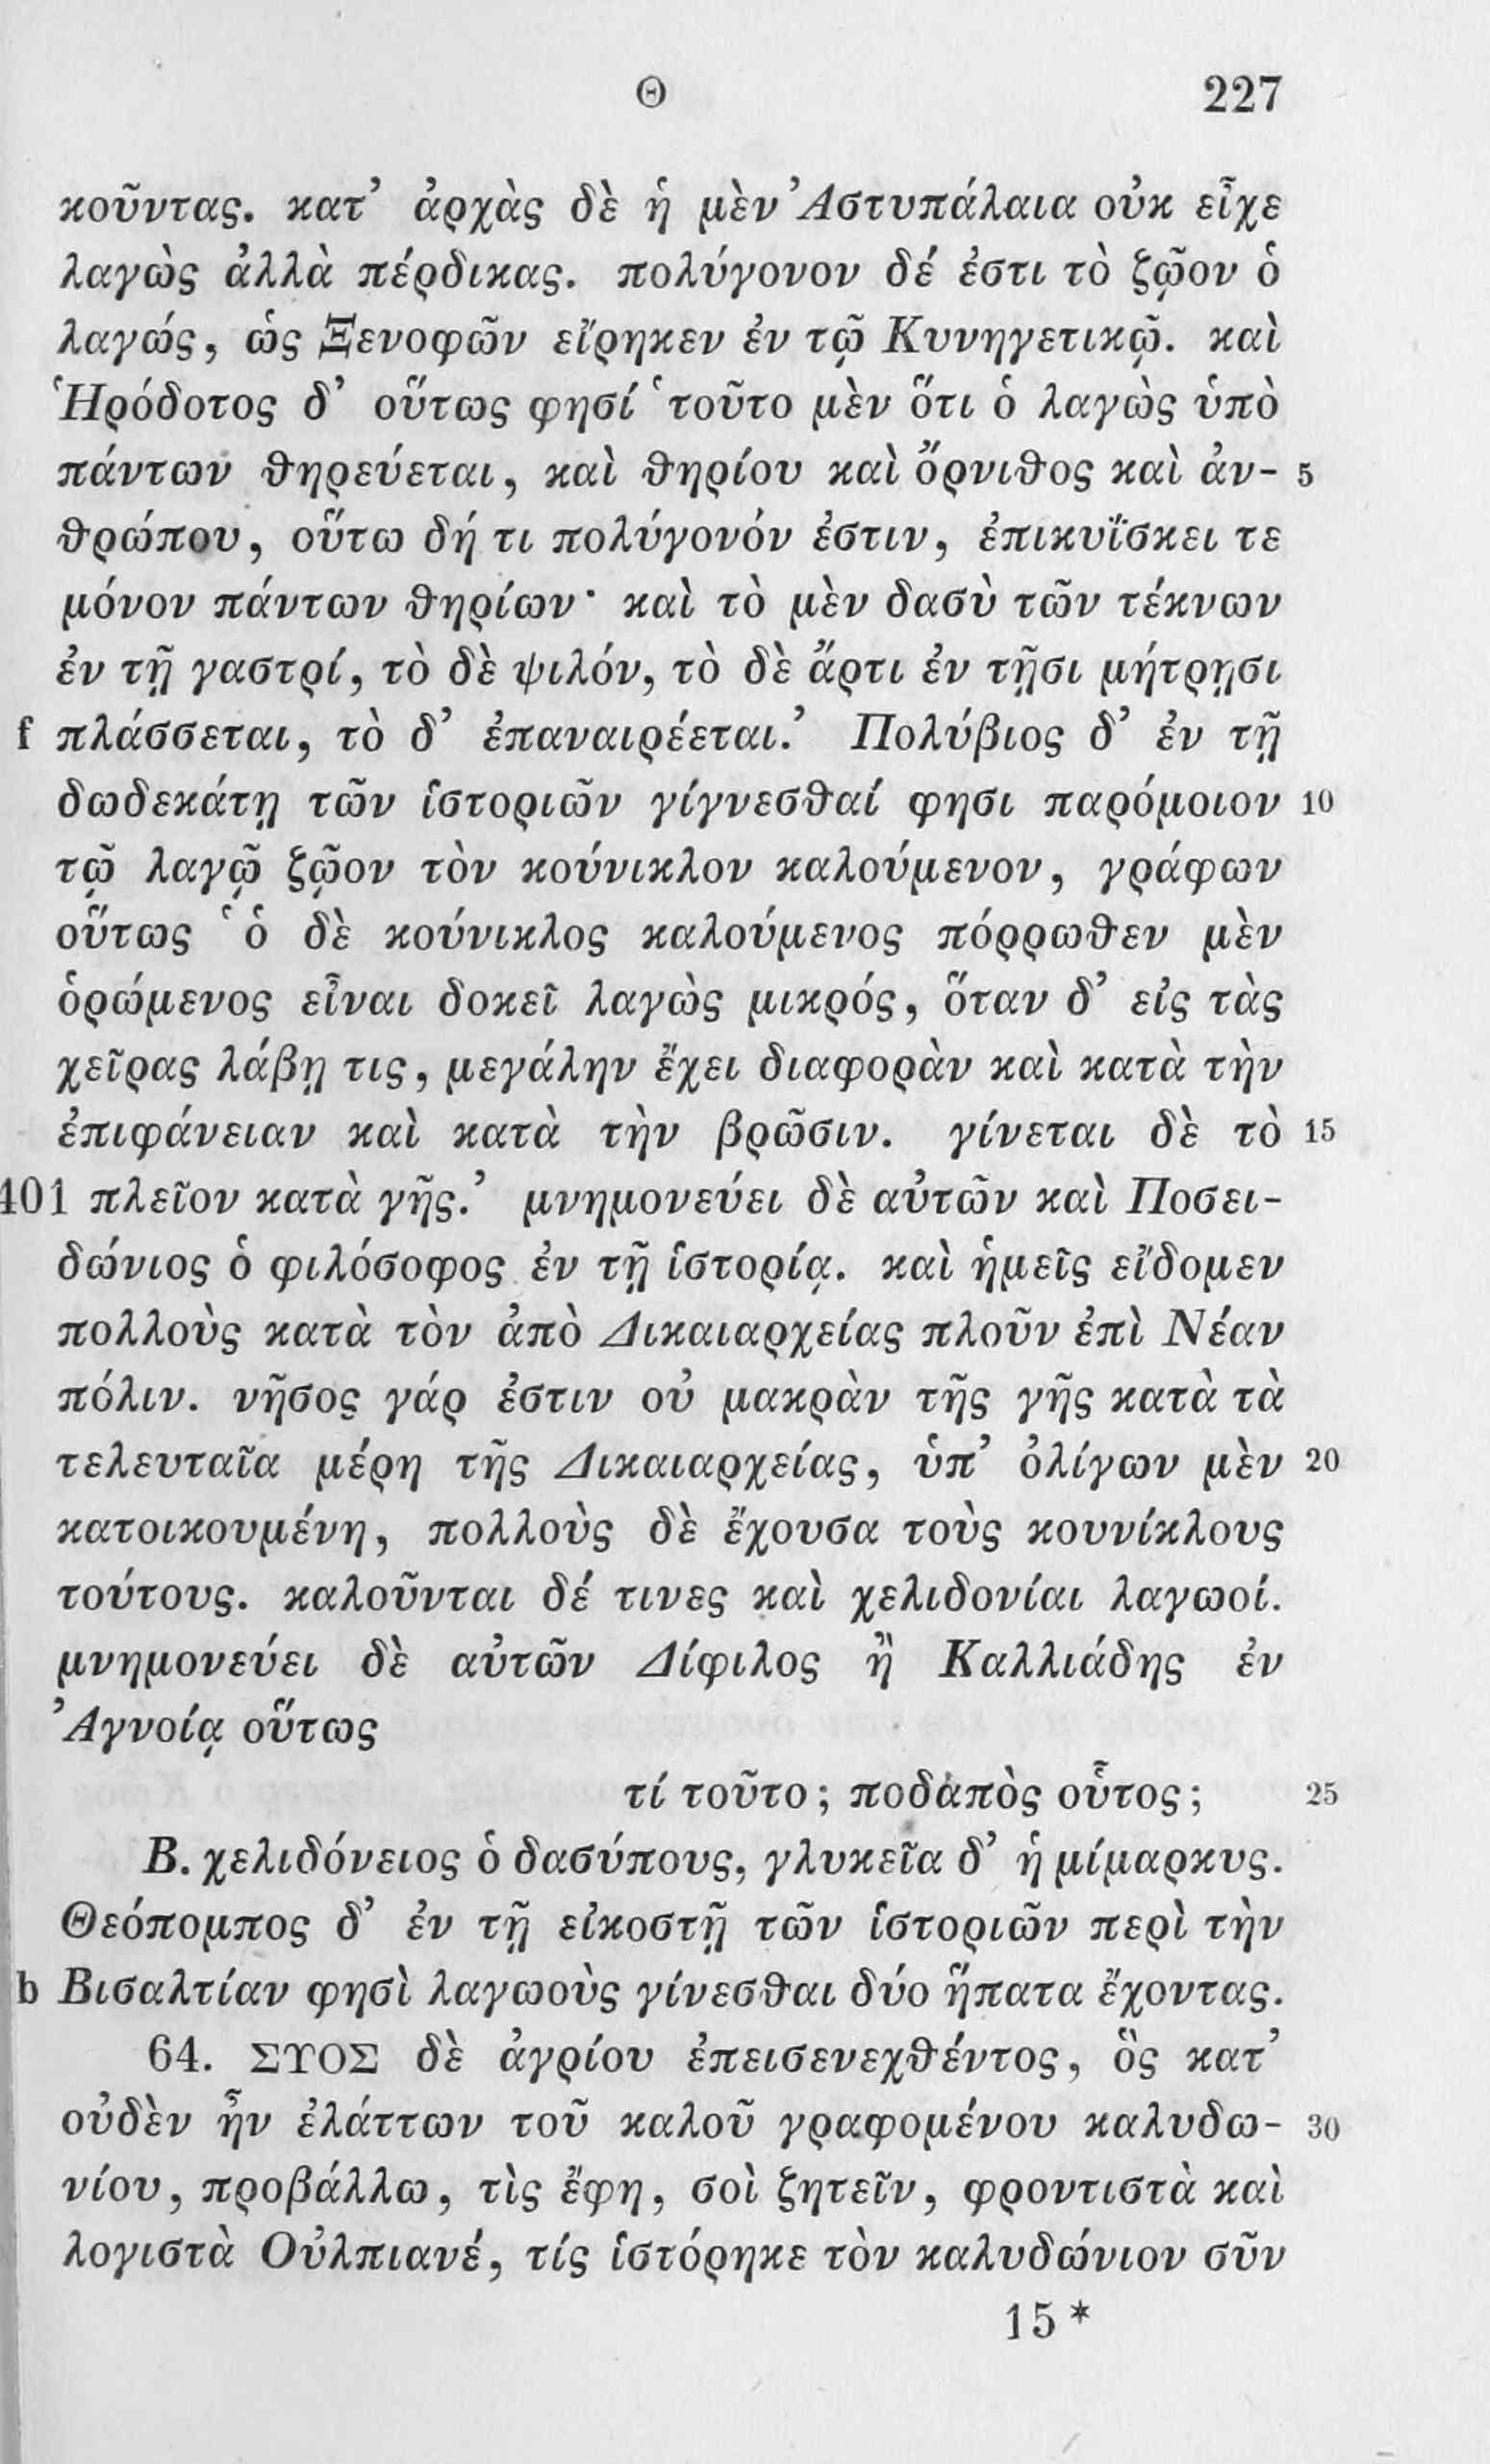 Θ 227
κοῦντας. κατ’ ἀρχὰς δὲ ἡ μὲν Ἀστυπάλαια οὐκ εἶχε
λαγὼς ἀλλὰ πέρδικας. πολύγονον δέ ἐστι τὸ ζῷον ὁ
λαγώς, ὡς Ξενοφῶν εἴρηκεν ἐν τῷ Κυνηγετικῷ. καὶ
Ἡρόδοτος δ’ οὕτως φησί ‘τοῦτο μὲν ὅτι ὁ λαγὼς ὑπὸ
πάντων θηρεύεται, καὶ θηρίου καὶ ὄρνιθος καὶ ἀν- 5
θρώπου, οὕτω δή τι πολύγονόν ἐστιν, ἐπικυΐσκει τε
μόνον πάντων θηρίων· καὶ τὸ μὲν δασὺ τῶν τέκνων
ἐν τῇ γαστρί, τὸ δὲ ψιλόν, τὸ δὲ ἄρτι ἐν τῇσι μήτρῃσι
f πλάσσεται, τὸ δ’ ἐπαναιρέεται.’ Πολύβιος δ’ ἐν τῇ
δωδεκάτῃ τῶν ἱστοριῶν γίγνεσθαί φησι παρόμοιον 10
τῷ λαγῷ ζῷον τὸν κούνικλον καλούμενον, γράφων
οὕτως ‘ὁ δὲ κούνικλος καλούμενος πόρρωθεν μὲν
ὁρώμενος εἶναι δοκεῖ λαγὼς μικρός, ὅταν δ’ εἰς τὰς
χεῖρας λάβῃ τις, μεγάλην ἔχει διαφορὰν καὶ κατὰ τὴν
ἐπιφάνειαν καὶ κατὰ τὴν βρῶσιν. γίνεται δὲ τὸ 15
401 πλεῖον κατὰ γῆς.’ μνημονεύει δὲ αὐτῶν καὶ Ποσει-
δώνιος ὁ φιλόσοφος ἐν τῇ ἱστορίᾳ. καὶ ἡμεῖς εἴδομεν
πολλοὺς κατὰ τὸν ἀπὸ Δικαιαρχείας πλοῦν ἐπὶ Νέαν
πόλιν. νῆσος γάρ ἐστιν οὐ μακρὰν τῆς γῆς κατὰ τὰ
τελευταῖα μέρη τῆς Δικαιαρχείας, ὑπ’ ὀλίγων μὲν 20
κατοικουμένη, πολλοὺς δὲ ἔχουσα τοὺς κουνίκλους
τούτους. καλοῦνται δέ τινες καὶ χελιδονίαι λαγωοί.
μνημονεύει δὲ αὐτῶν Δίφιλος ἢ Καλλιάδης ἐν
Ἀγνοίᾳ οὕτως
τί τοῦτο; ποδαπὸς οὗτος; 25
Β. χελιδόνειος ὁ δασύπους, γλυκεῖα δ’ ἡ μίμαρκυς.
Θεόπομπος δ’ ἐν τῇ εἰκοστῇ τῶν ἱστοριῶν περὶ τὴν
b Βισαλτίαν φησὶ λαγωοὺς γίνεσθαι δύο ἥπατα ἔχοντας.
64. ΣΥΟΣ δὲ ἀγρίου ἐπεισενεχθέντος, ὃς κατ’
οὐδὲν ἦν ἐλάττων τοῦ καλοῦ γραφομένου καλυδω- 30
νίου, προβάλλω, τὶς ἔφη, σοὶ ζητεῖν, φροντιστὰ καὶ
λογιστὰ Οὐλπιανέ, τίς ἱστόρηκε τὸν καλυδώνιον σῦν
15*